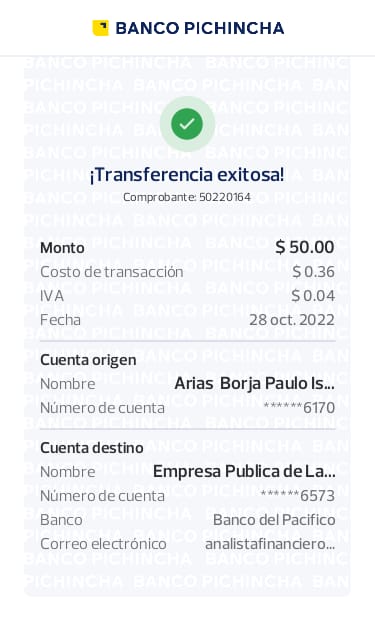 BANCO PICHINCHA
¡Transferencia exitosa!
Comprobante: 50220164
Monto $ 50.00
Costo de transacción $ 0.36
IVA $ 0.04
Fecha 28 oct. 2022
Cuenta origen
Nombre Arias Borja Paulo Is...
Número de cuenta ******6170
Cuenta destino
Nombre Empresa Publica de La...
Número de cuenta ******6573
Banco Banco del Pacifico
Correo electrónico analistafinanciero...